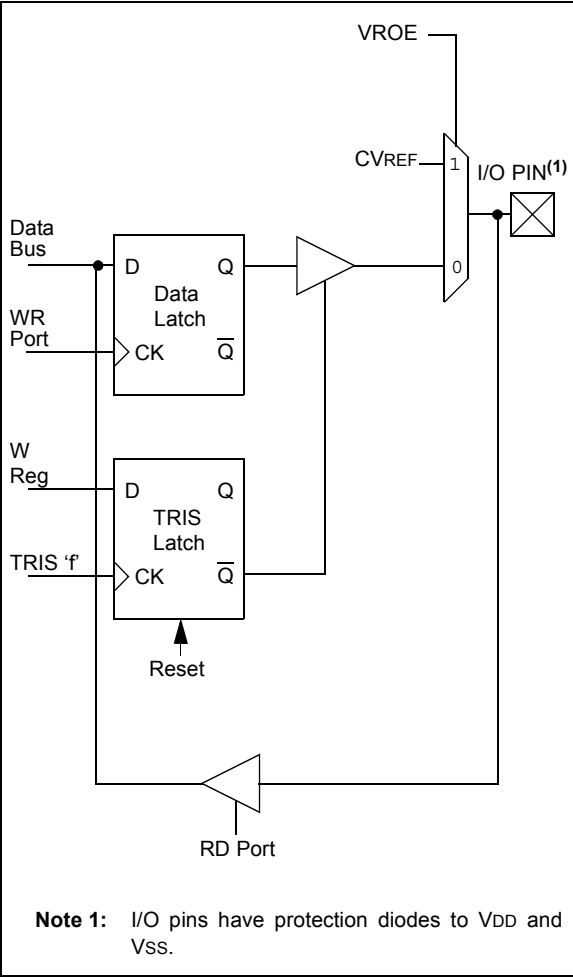 VROE
CVREF
1
I/O PIN(1)
Data
Bus
D
Q
Data
Latch
0
WR
Port
CK
Q
W
Reg
D
Q
TRIS
Latch
TRIS ‘f’
CK
Q
Reset
RD Port
Note 1: I/O pins have protection diodes to VDD and
VSS.